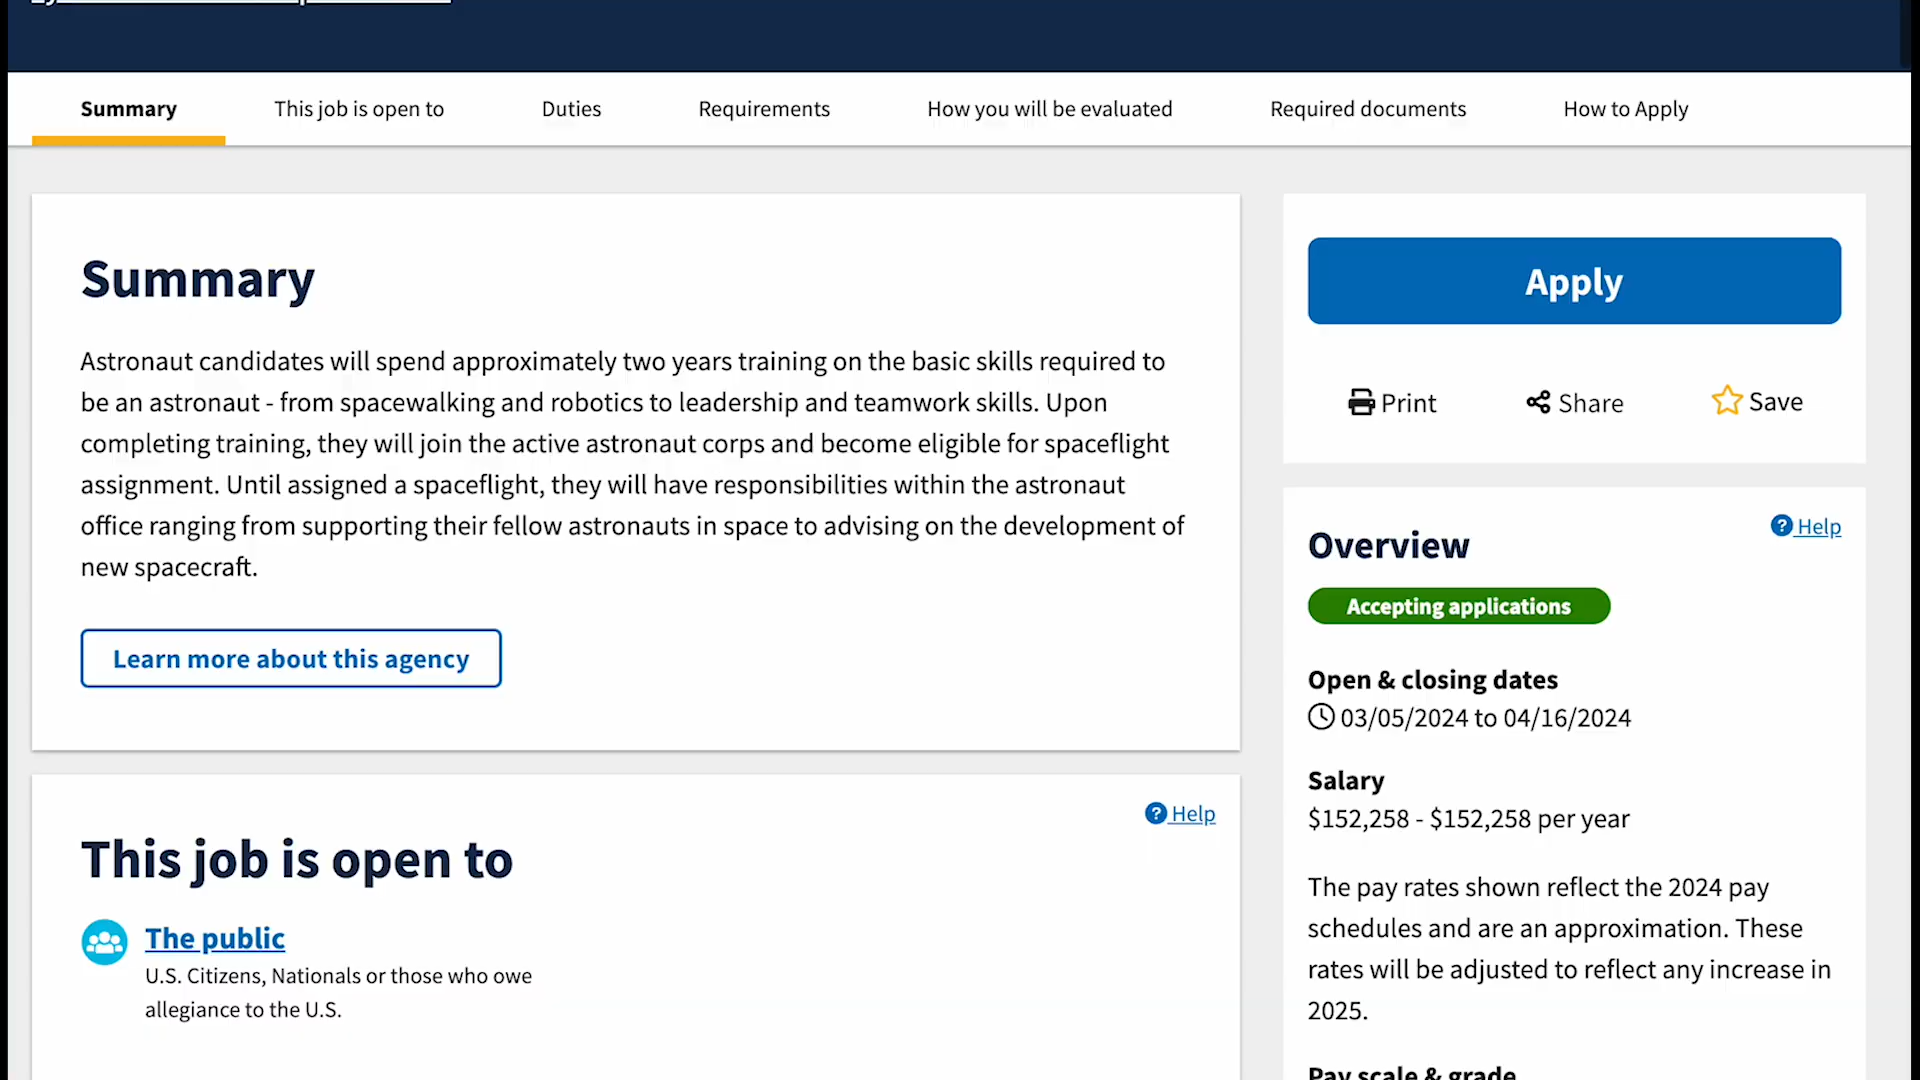 Summary
This job is open to
Duties
Requirements
How you will be evaluated
Required documents
How to Apply
Summary
Astronaut candidates will spend approximately two years training on the basic skills required to
be an astronaut - from spacewalking and robotics to leadership and teamwork skills. Upon
completing training, they will join the active astronaut corps and become eligible for spaceflight
assignment. Until assigned a spaceflight, they will have responsibilities within the astronaut
office ranging from supporting their fellow astronauts in space to advising on the development of
new spacecraft.
Learn more about this agency
This job is open to
Help
The public
U.S. Citizens, Nationals or those who owe
allegiance to the U.S.
Apply
Print
Share
Save
Overview
Help
Accepting applications
Open & closing dates
03/05/2024 to 04/16/2024
Salary
$152,258 - $152,258 per year
The pay rates shown reflect the 2024 pay
schedules and are an approximation. These
rates will be adjusted to reflect any increase in
2025.
Pay scale & grade